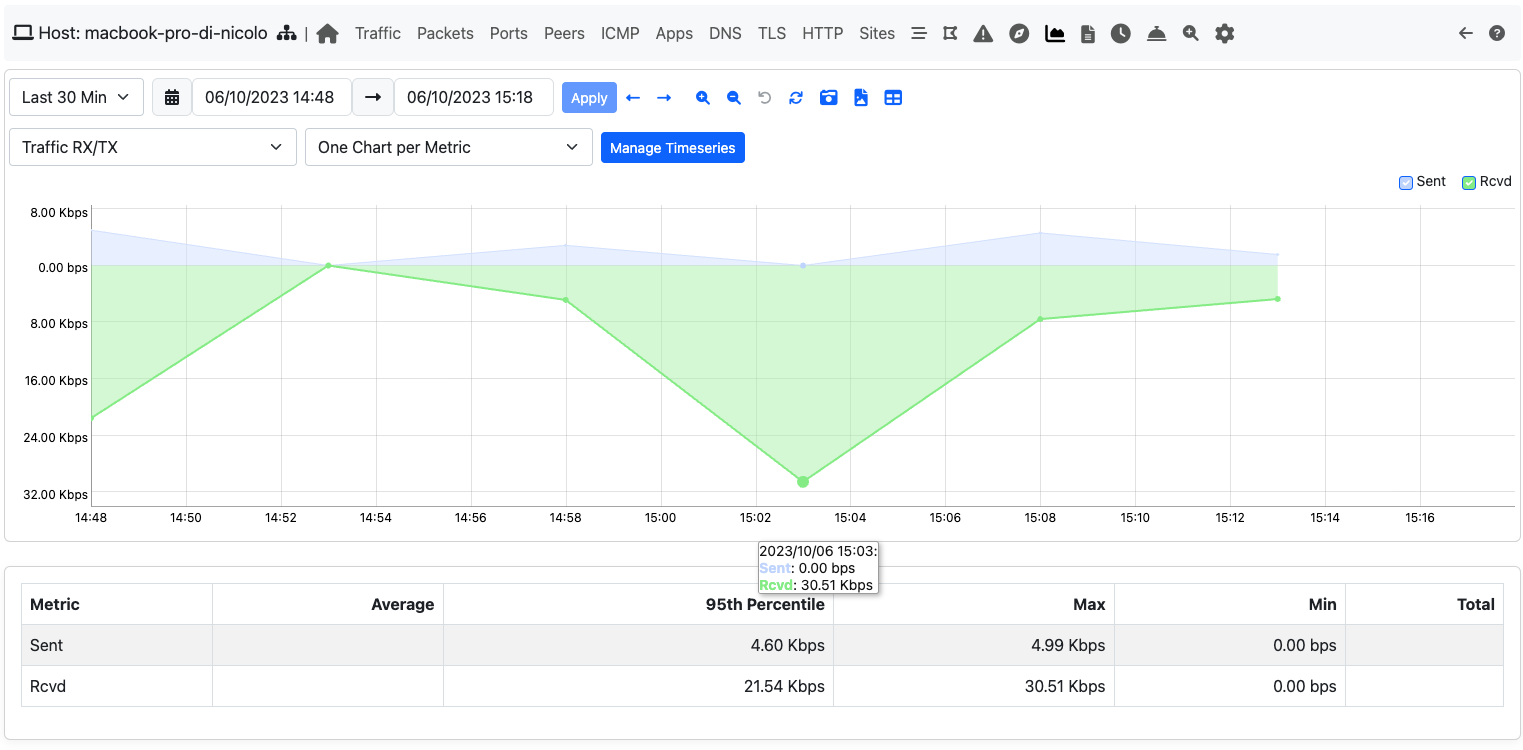 Host: macbook-pro-di-nicolo | Traffic Packets Ports Peers ICMP Apps DNS TLS HTTP Sites
Last 30 Min 06/10/2023 14:48 → 06/10/2023 15:18 Apply ← →
Traffic RX/TX One Chart per Metric Manage Timeseries
Sent Rcvd
8.00 Kbps
0.00 bps
8.00 Kbps
16.00 Kbps
24.00 Kbps
32.00 Kbps
14:48 14:50 14:52 14:54 14:56 14:58 15:00 15:02 15:04 15:06 15:08 15:10 15:12 15:14 15:16
2023/10/06 15:03:
Sent: 0.00 bps
Rcvd: 30.51 Kbps
Metric Average 95th Percentile Max Min Total
Sent 4.60 Kbps 4.99 Kbps 0.00 bps
Rcvd 21.54 Kbps 30.51 Kbps 0.00 bps